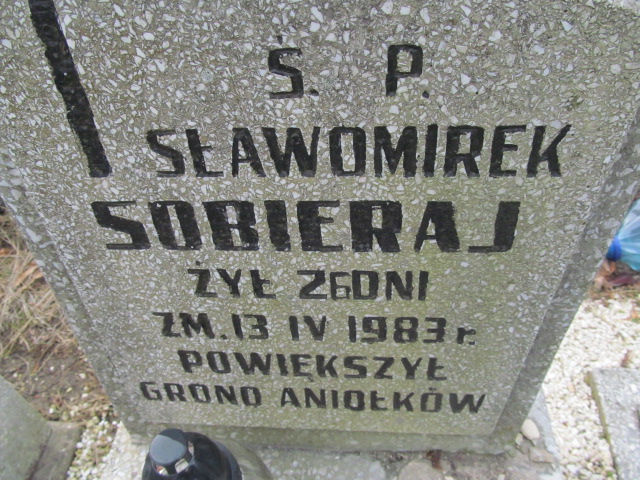 Ś. P.
SŁAWOMIREK
SOBIERAJ
ŻYŁ 26 DNI
ZM. 13 IV 1983 r.
POWIĘKSZYŁ
GRONO ANIOŁKÓW